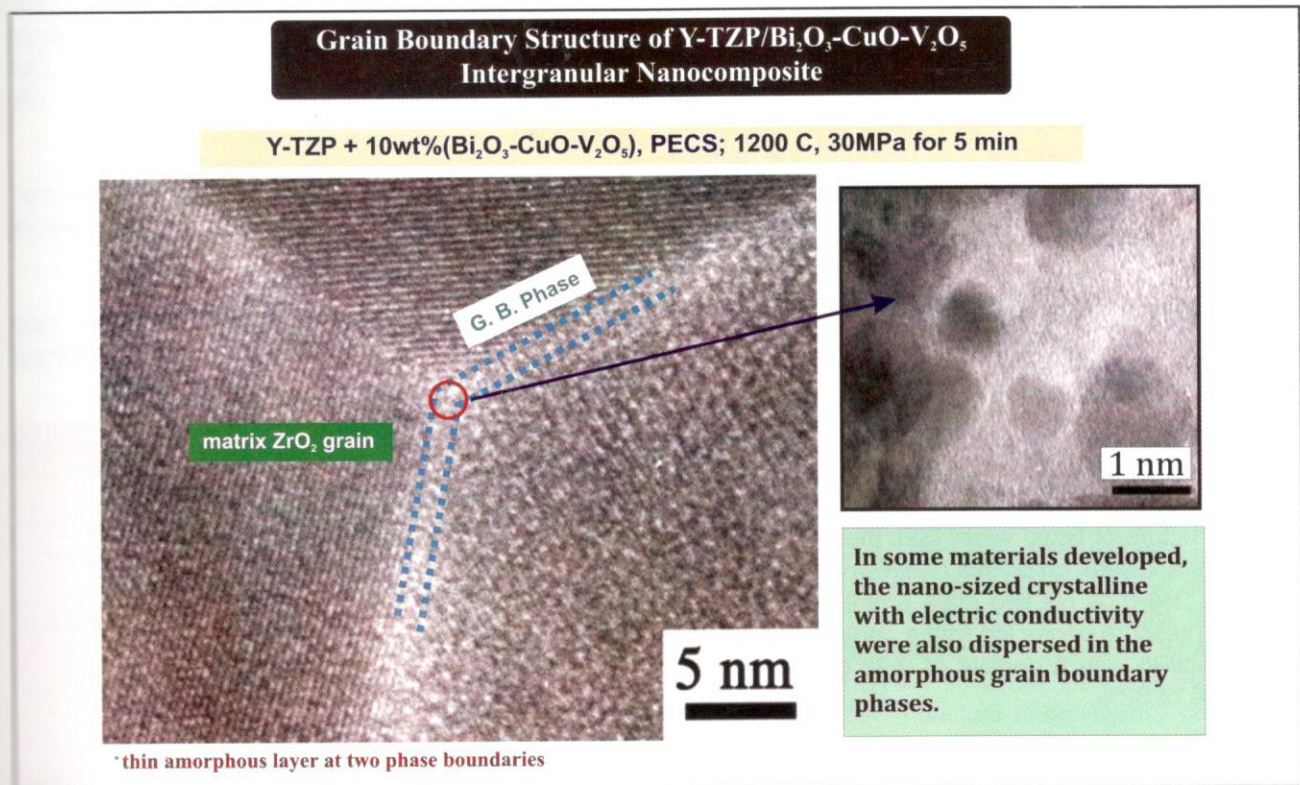 Grain Boundary Structure of Y-TZP/Bi₂O₃-CuO-V₂O₅
Intergranular Nanocomposite
Y-TZP + 10wt%(Bi₂O₃-CuO-V₂O₅), PECS; 1200 C, 30MPa for 5 min
G. B. Phase
matrix ZrO₂ grain
5 nm
1 nm
In some materials developed,
the nano-sized crystalline
with electric conductivity
were also dispersed in the
amorphous grain boundary
phases.
*thin amorphous layer at two phase boundaries